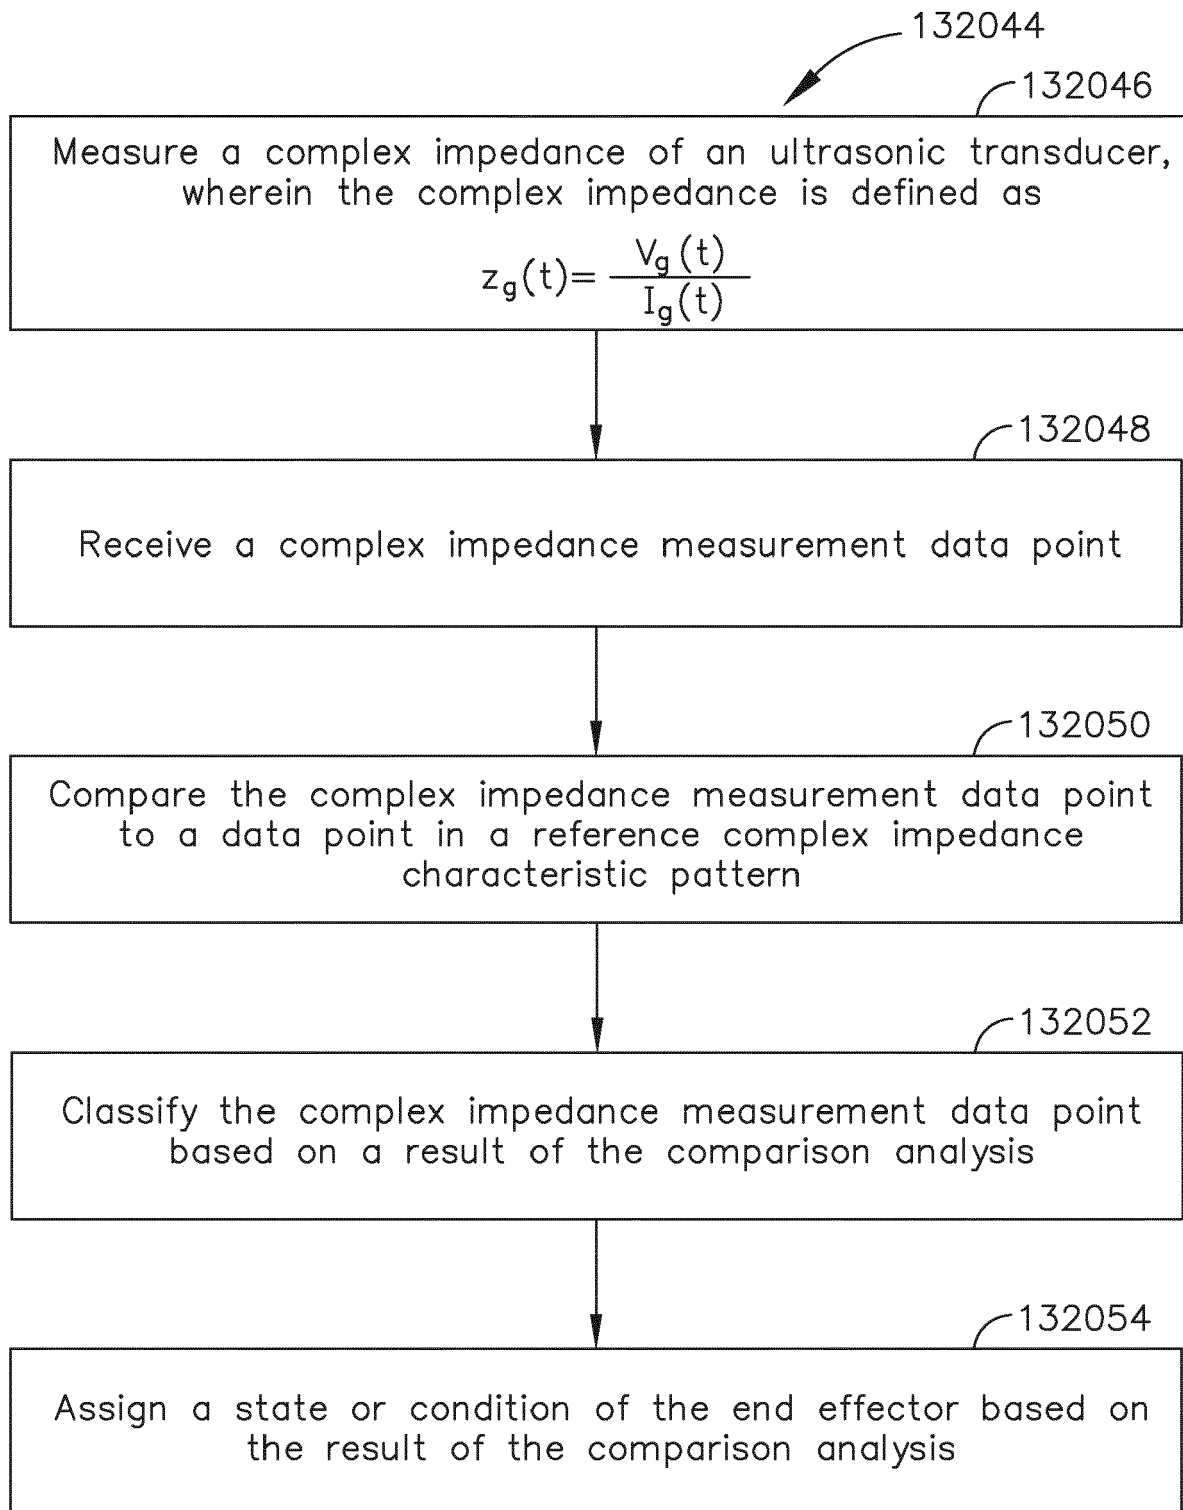 132044
132046
Measure a complex impedance of an ultrasonic transducer,
wherein the complex impedance is defined as
z_g(t)= V_g(t)
I_g(t)
132048
Receive a complex impedance measurement data point
132050
Compare the complex impedance measurement data point
to a data point in a reference complex impedance
characteristic pattern
132052
Classify the complex impedance measurement data point
based on a result of the comparison analysis
132054
Assign a state or condition of the end effector based on
the result of the comparison analysis